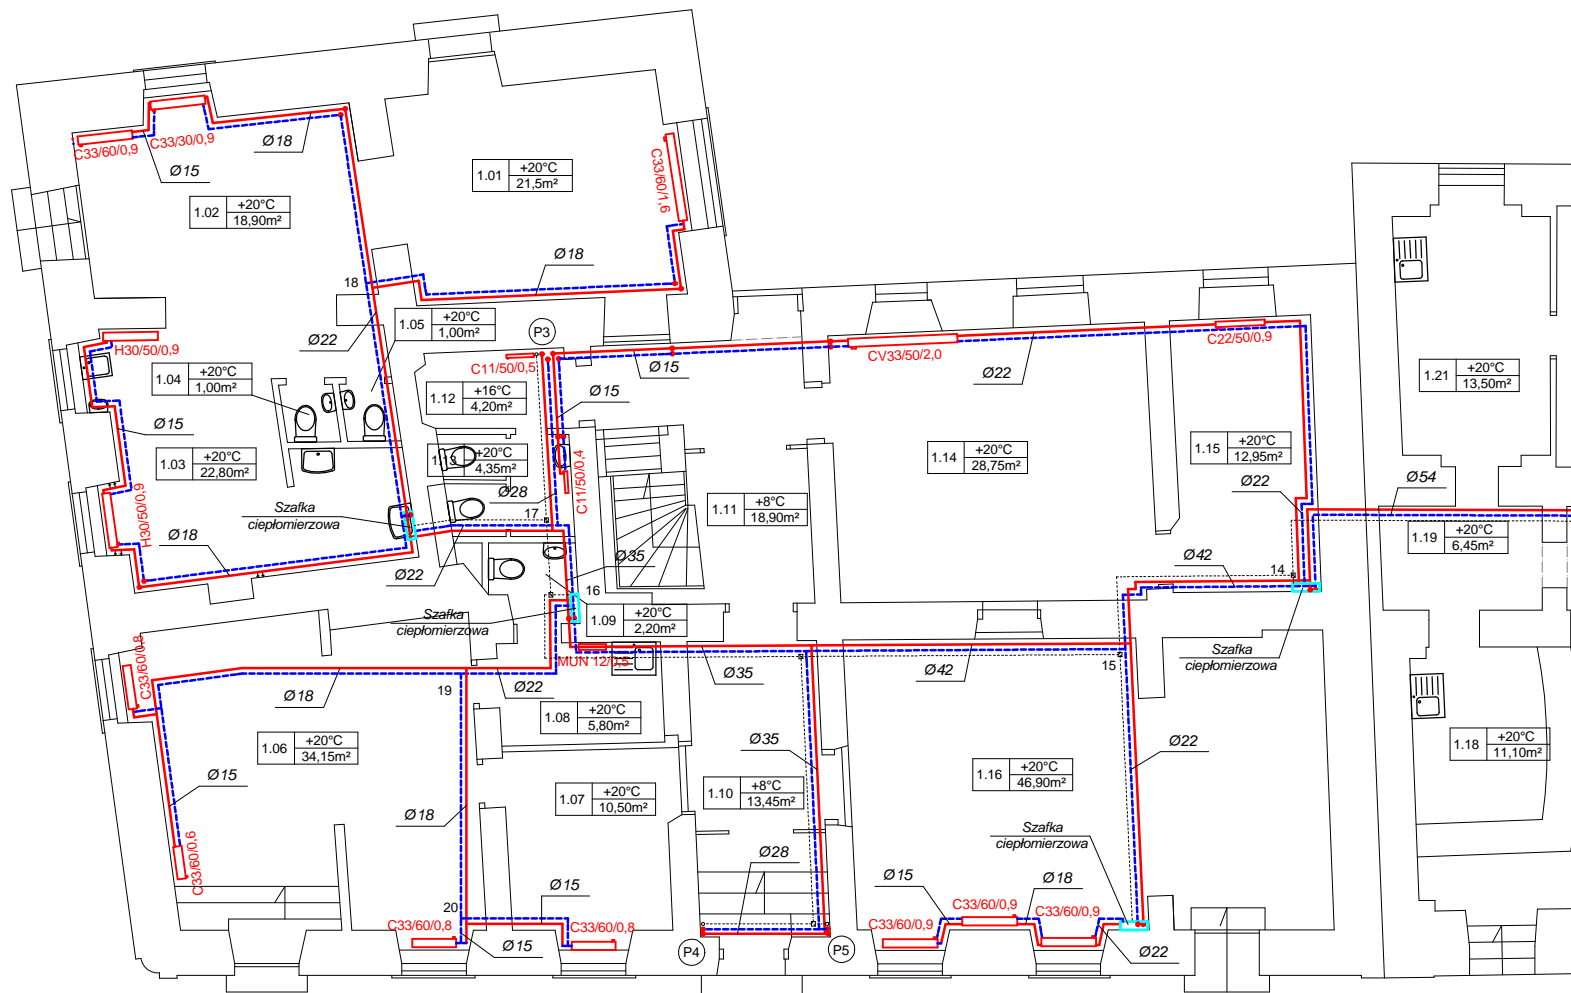 C33/60/0,9
C33/30/0,9
Ø18
Ø15
1.01
+20°C
21,5m²
C33/60/1,6
1.02
+20°C
18,90m²
Ø18
18
1.05
+20°C
1,00m²
P3
Ø22
H30/50/0,9
C11/50/0,5
Ø15
CV33/50/2,0
C22/50/0,9
Ø22
1.04
+20°C
1,00m²
1.12
+16°C
4,20m²
Ø15
1.21
+20°C
13,50m²
Ø15
1.03
+20°C
22,80m²
1.13
+20°C
4,35m²
C11/50/0,4
1.14
+20°C
28,75m²
1.15
+20°C
12,95m²
H30/50/0,9
Szafka
ciepłomierzowa
Ø28
17
1.11
+8°C
18,90m²
Ø22
Ø54
Ø18
Ø22
Ø35
16
Ø42
14
1.19
+20°C
6,45m²
Szafka
ciepłomierzowa
1.09
+20°C
2,20m²
C33/60/0,8
MUN 12/0,5
Ø18
19
Ø22
Ø35
Ø42
15
Szafka
ciepłomierzowa
1.08
+20°C
5,80m²
1.06
+20°C
34,15m²
Ø35
Ø22
1.18
+20°C
11,10m²
Ø15
1.07
+20°C
10,50m²
1.10
+8°C
13,45m²
1.16
+20°C
46,90m²
Ø18
Szafka
ciepłomierzowa
C33/60/0,6
Ø28
Ø15
Ø15
Ø18
20
C33/60/0,8
C33/60/0,8
Ø15
P4
P5
C33/60/0,9
C33/60/0,9
C33/60/0,9
Ø22